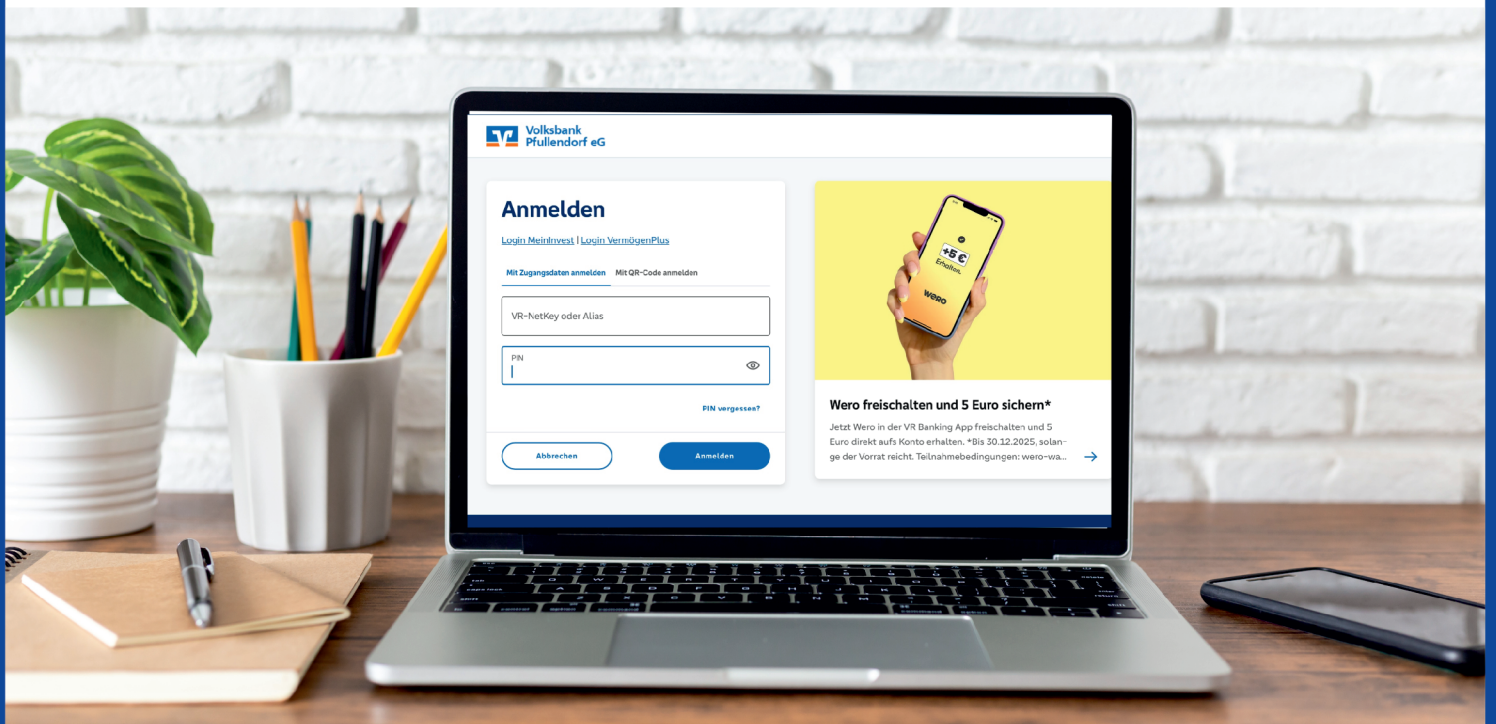 Volksbank
Pfullendorf eG
Anmelden
Login MeinInvest | Login VermögenPlus
Mit Zugangsdaten anmelden Mit QR-Code anmelden
VR-NetKey oder Alias
PIN
PIN vergessen?
Abbrechen Anmelden
+5 €
Erhalten.
wero
Wero freischalten und 5 Euro sichern*
Jetzt Wero in der VR Banking App freischalten und 5
Euro direkt aufs Konto erhalten. *Bis 30.12.2025, solan-
ge der Vorrat reicht. Teilnahmebedingungen: wero-wa...